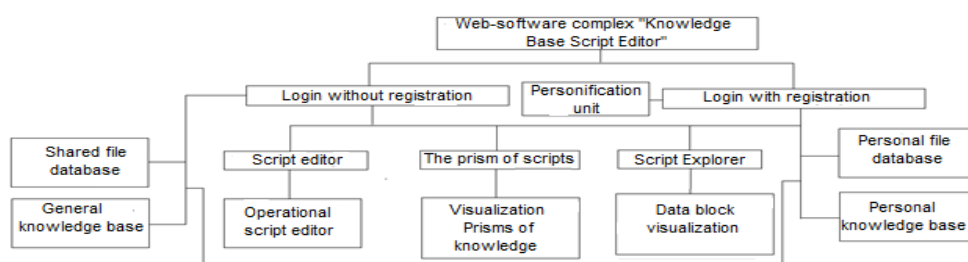 Web-software complex "Knowledge
Base Script Editor"
Login without registration
Personification
unit
Login with registration
Shared file
database
Script editor
The prism of scripts
Script Explorer
Personal file
database
General
knowledge base
Operational
script editor
Visualization
Prisms of
knowledge
Data block
visualization
Personal
knowledge base